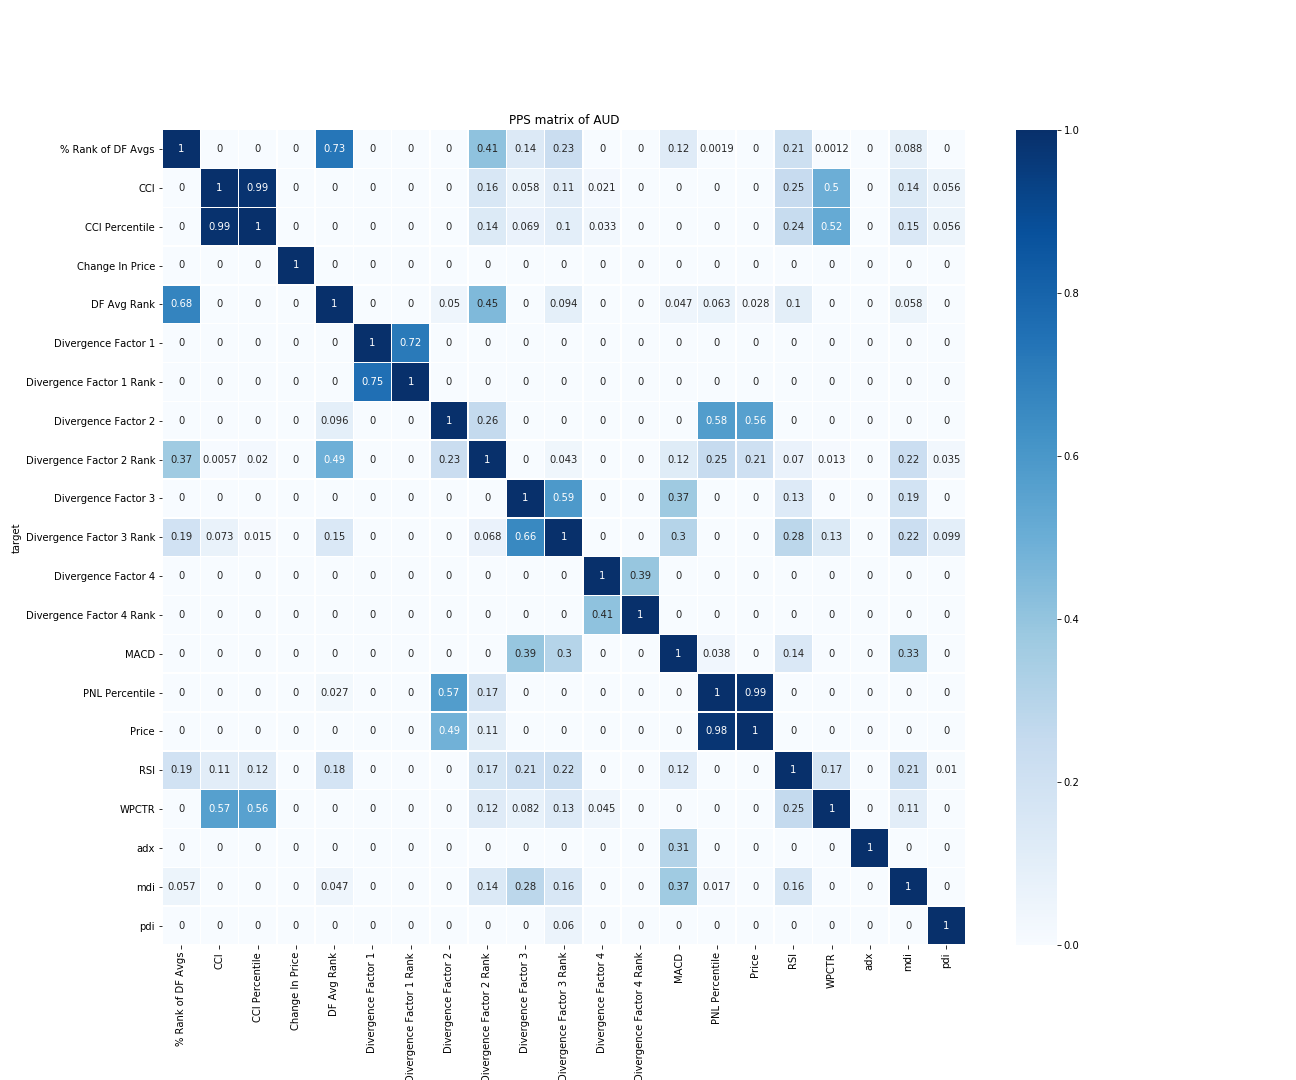 PPS matrix of AUD
% Rank of DF Avgs 1 0 0 0 0.73 0 0 0 0.41 0.14 0.23 0 0 0.12 0.0019 0 0.21 0.0012 0 0.088 0
CCI 0 1 0.99 0 0 0 0 0 0.16 0.058 0.11 0.021 0 0 0 0 0.25 0.5 0 0.14 0.056
CCI Percentile 0 0.99 1 0 0 0 0 0 0.14 0.069 0.1 0.033 0 0 0 0 0.24 0.52 0 0.15 0.056
Change In Price 0 0 0 1 0 0 0 0 0 0 0 0 0 0 0 0 0 0 0 0 0
DF Avg Rank 0.68 0 0 0 1 0 0 0.05 0.45 0 0.094 0 0 0.047 0.063 0.028 0.1 0 0 0.058 0
Divergence Factor 1 0 0 0 0 0 1 0.72 0 0 0 0 0 0 0 0 0 0 0 0 0 0
Divergence Factor 1 Rank 0 0 0 0 0 0.75 1 0 0 0 0 0 0 0 0 0 0 0 0 0 0
Divergence Factor 2 0 0 0 0 0.096 0 0 1 0.26 0 0 0 0 0 0.58 0.56 0 0 0 0 0
Divergence Factor 2 Rank 0.37 0.0057 0.02 0 0.49 0 0 0.23 1 0 0.043 0 0 0.12 0.25 0.21 0.07 0.013 0 0.22 0.035
Divergence Factor 3 0 0 0 0 0 0 0 0 0 1 0.59 0 0 0.37 0 0 0.13 0 0 0.19 0
Divergence Factor 3 Rank 0.19 0.073 0.015 0 0.15 0 0 0 0.068 0.66 1 0 0 0.3 0 0 0.28 0.13 0 0.22 0.099
Divergence Factor 4 0 0 0 0 0 0 0 0 0 0 0 1 0.39 0 0 0 0 0 0 0 0
Divergence Factor 4 Rank 0 0 0 0 0 0 0 0 0 0 0 0.41 1 0 0 0 0 0 0 0 0
MACD 0 0 0 0 0 0 0 0 0 0.39 0.3 0 0 1 0.038 0 0.14 0 0 0.33 0
PNL Percentile 0 0 0 0 0.027 0 0 0.57 0.17 0 0 0 0 0 1 0.99 0 0 0 0 0
Price 0 0 0 0 0 0 0 0.49 0.11 0 0 0 0 0 0.98 1 0 0 0 0 0
RSI 0.19 0.11 0.12 0 0.18 0 0 0 0.17 0.21 0.22 0 0 0.12 0 0 1 0.17 0 0.21 0.01
WPCTR 0 0.57 0.56 0 0 0 0 0 0.12 0.082 0.13 0.045 0 0 0 0 0.25 1 0 0.11 0
adx 0 0 0 0 0 0 0 0 0 0 0 0 0 0.31 0 0 0 0 1 0 0
mdi 0.057 0 0 0 0.047 0 0 0 0.14 0.28 0.16 0 0 0.37 0.017 0 0.16 0 0 1 0
pdi 0 0 0 0 0 0 0 0 0 0 0.06 0 0 0 0 0 0 0 0 0 1
target
% Rank of DF Avgs
CCI
CCI Percentile
Change In Price
DF Avg Rank
Divergence Factor 1
Divergence Factor 1 Rank
Divergence Factor 2
Divergence Factor 2 Rank
Divergence Factor 3
Divergence Factor 3 Rank
Divergence Factor 4
Divergence Factor 4 Rank
MACD
PNL Percentile
Price
RSI
WPCTR
adx
mdi
pdi
1.0
0.8
0.6
0.4
0.2
0.0